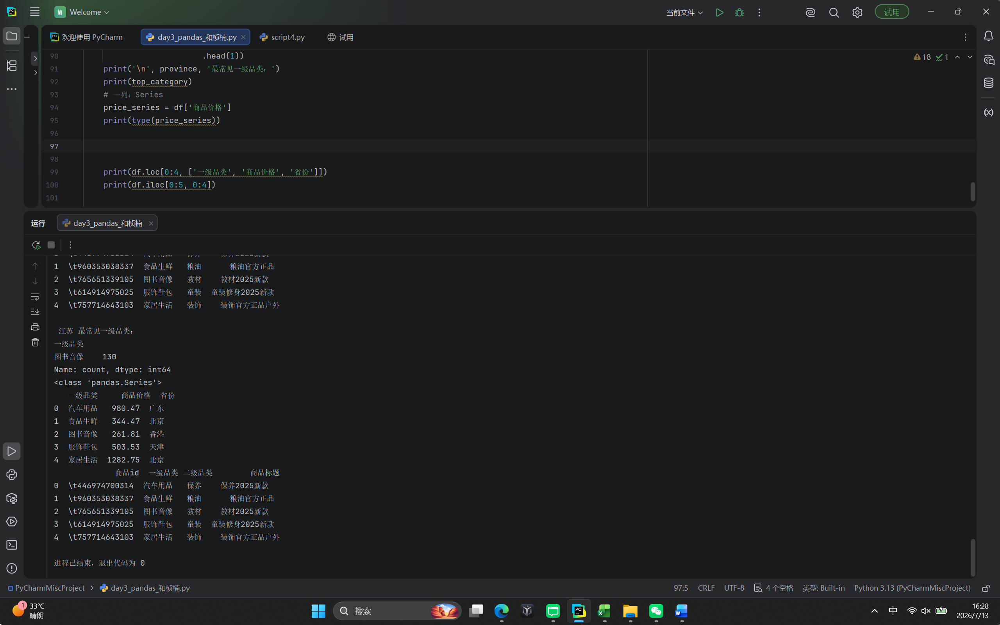 W Welcome
当前文件
试用
欢迎使用 PyCharm
day3_pandas_和桢楠.py
script4.py
试用
90 .head(1))
18 1
91 print('\n', province, '最常见一级品类：')
92 print(top_category)
93 # 一列：Series
94 price_series = df['商品价格']
95 print(type(price_series))
96
97
98
99 print(df.loc[0:4, ['一级品类', '商品价格', '省份']])
100 print(df.iloc[0:5, 0:4])
101
运行
day3_pandas_和桢楠
1 \t960353038337 食品生鲜 粮油 粮油官方正品
2 \t765651339105 图书音像 教材 教材2025新款
3 \t614914975025 服饰鞋包 童装 童装修身2025新款
4 \t757714643103 家居生活 装饰 装饰官方正品户外
江苏 最常见一级品类：
一级品类
图书音像 130
Name: count, dtype: int64
<class 'pandas.Series'>
一级品类 商品价格 省份
0 汽车用品 980.47 广东
1 食品生鲜 344.47 北京
2 图书音像 261.81 香港
3 服饰鞋包 503.53 天津
4 家居生活 1282.75 北京
商品id 一级品类 二级品类 商品标题
0 \t446974700314 汽车用品 保养 保养2025新款
1 \t960353038337 食品生鲜 粮油 粮油官方正品
2 \t765651339105 图书音像 教材 教材2025新款
3 \t614914975025 服饰鞋包 童装 童装修身2025新款
4 \t757714643103 家居生活 装饰 装饰官方正品户外
进程已结束，退出代码为 0
PyCharmMiscProject
day3_pandas_和桢楠.py
97:5 CRLF UTF-8 4 个空格 类型: Built-in Python 3.13 (PyCharmMiscProject)
1
33°C
晴朗
搜索
中
16:28
2026/7/13